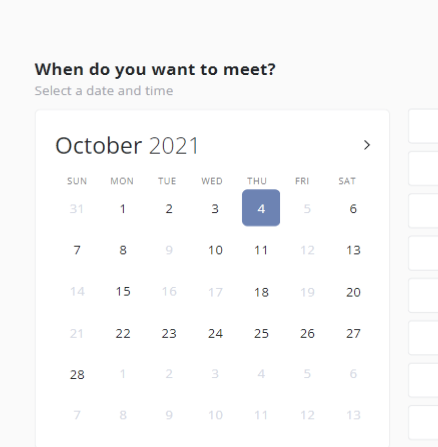 When do you want to meet?
Select a date and time
October 2021
SUN MON TUE WED THU FRI SAT
31 1 2 3 4 5 6
7 8 9 10 11 12 13
14 15 16 17 18 19 20
21 22 23 24 25 26 27
28 1 2 3 4 5 6
7 8 9 10 11 12 13